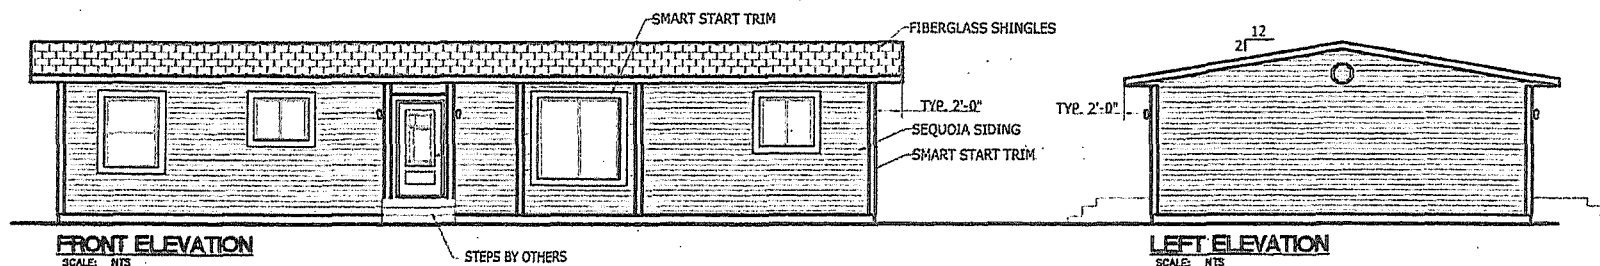 SMART START TRIM
FIBERGLASS SHINGLES
12
2
TYP. 2'-0"
TYP. 2'-0"
SEQUOIA SIDING
SMART START TRIM
FRONT ELEVATION
SCALE: NTS
STEPS BY OTHERS
LEFT ELEVATION
SCALE: NTS